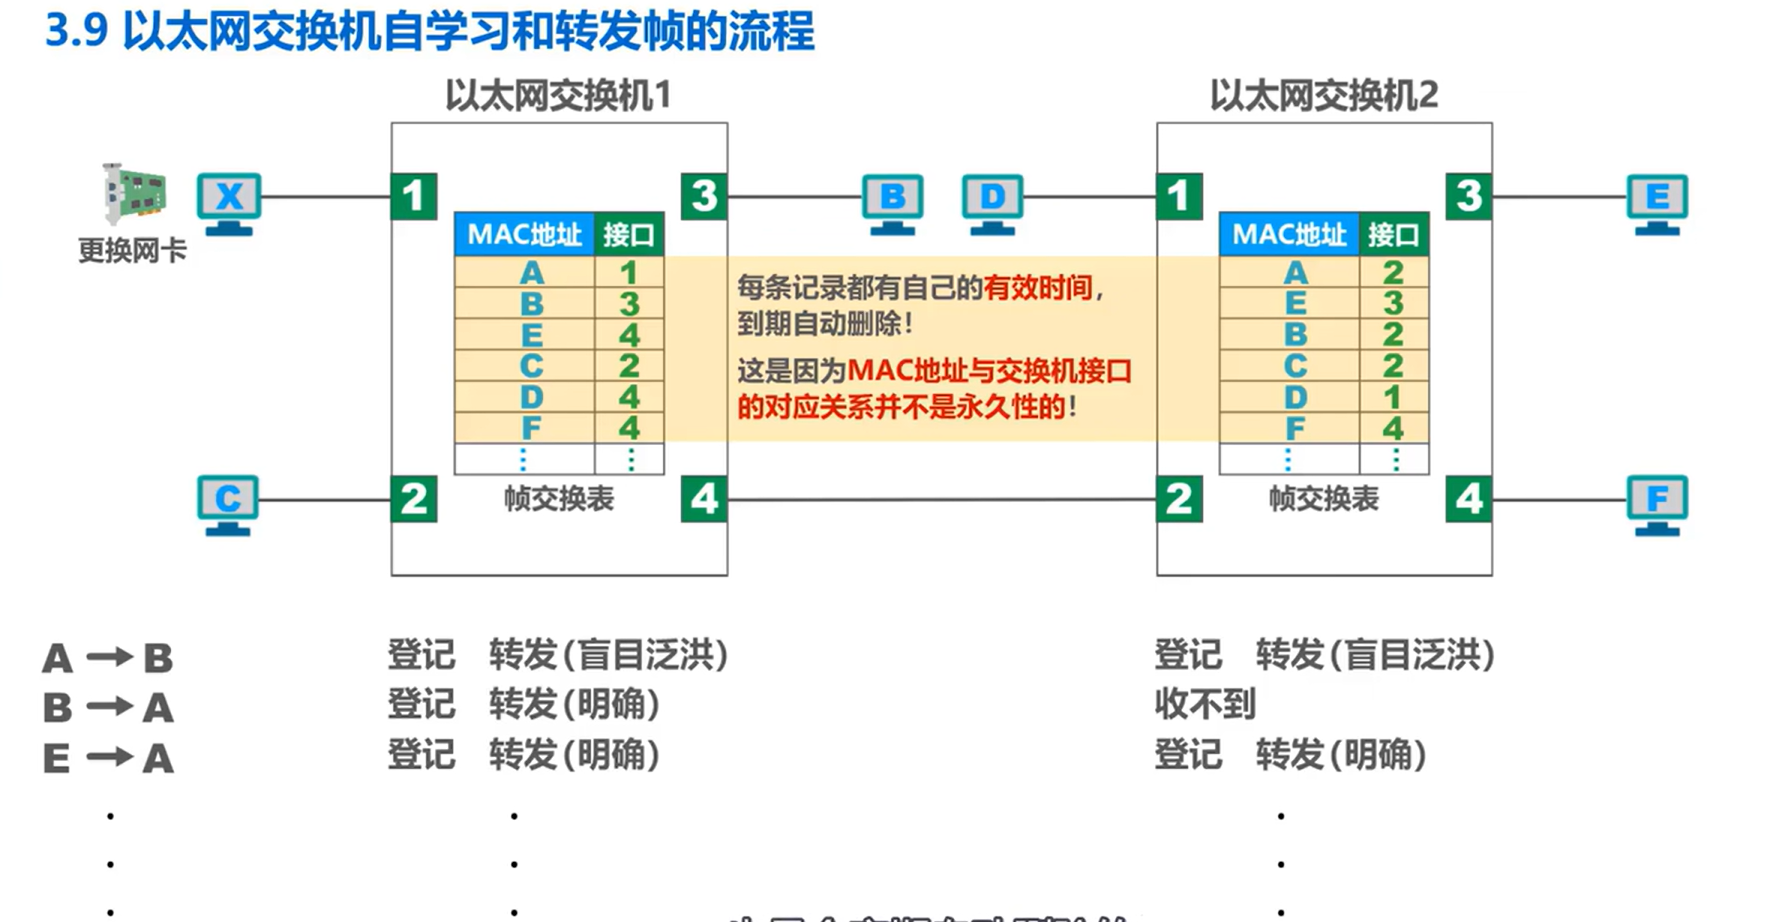 3.9 以太网交换机自学习和转发帧的流程
以太网交换机1
以太网交换机2
更换网卡
X
1
3
B
D
1
3
E
MAC地址 接口
A 1
B 3
E 4
C 2
D 4
F 4
⋮ ⋮
帧交换表
每条记录都有自己的有效时间，
到期自动删除！
这是因为MAC地址与交换机接口
的对应关系并不是永久性的！
MAC地址 接口
A 2
E 3
B 2
C 2
D 1
F 4
⋮ ⋮
帧交换表
C
2
4
2
4
F
A → B 登记 转发(盲目泛洪) 登记 转发(盲目泛洪)
B → A 登记 转发(明确) 收不到
E → A 登记 转发(明确) 登记 转发(明确)